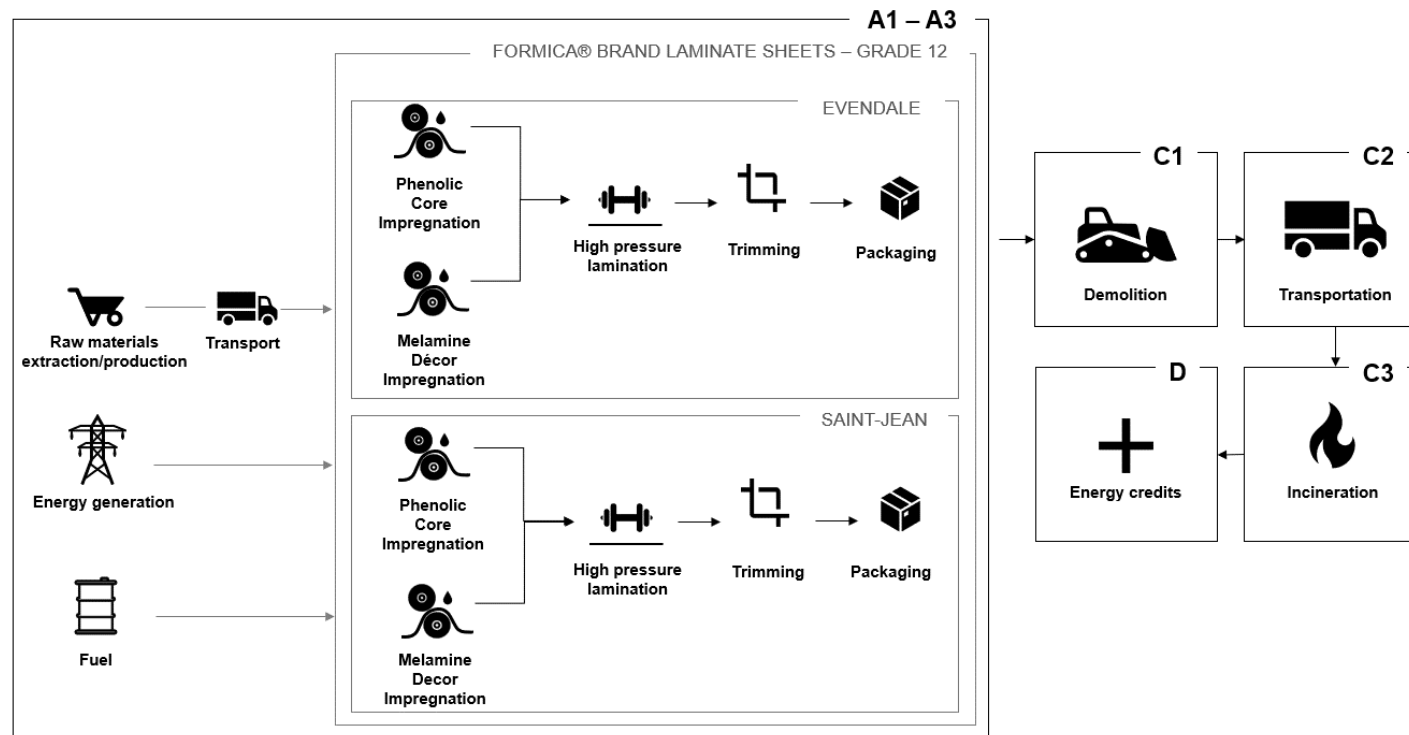 A1 – A3
FORMICA® BRAND LAMINATE SHEETS – GRADE 12
EVENDALE
Phenolic
Core
Impregnation
Melamine
Décor
Impregnation
High pressure
lamination
Trimming
Packaging
Raw materials
extraction/production
Transport
Energy generation
Fuel
SAINT-JEAN
Phenolic
Core
Impregnation
Melamine
Decor
Impregnation
High pressure
lamination
Trimming
Packaging
C1
Demolition
C2
Transportation
D
Energy credits
C3
Incineration